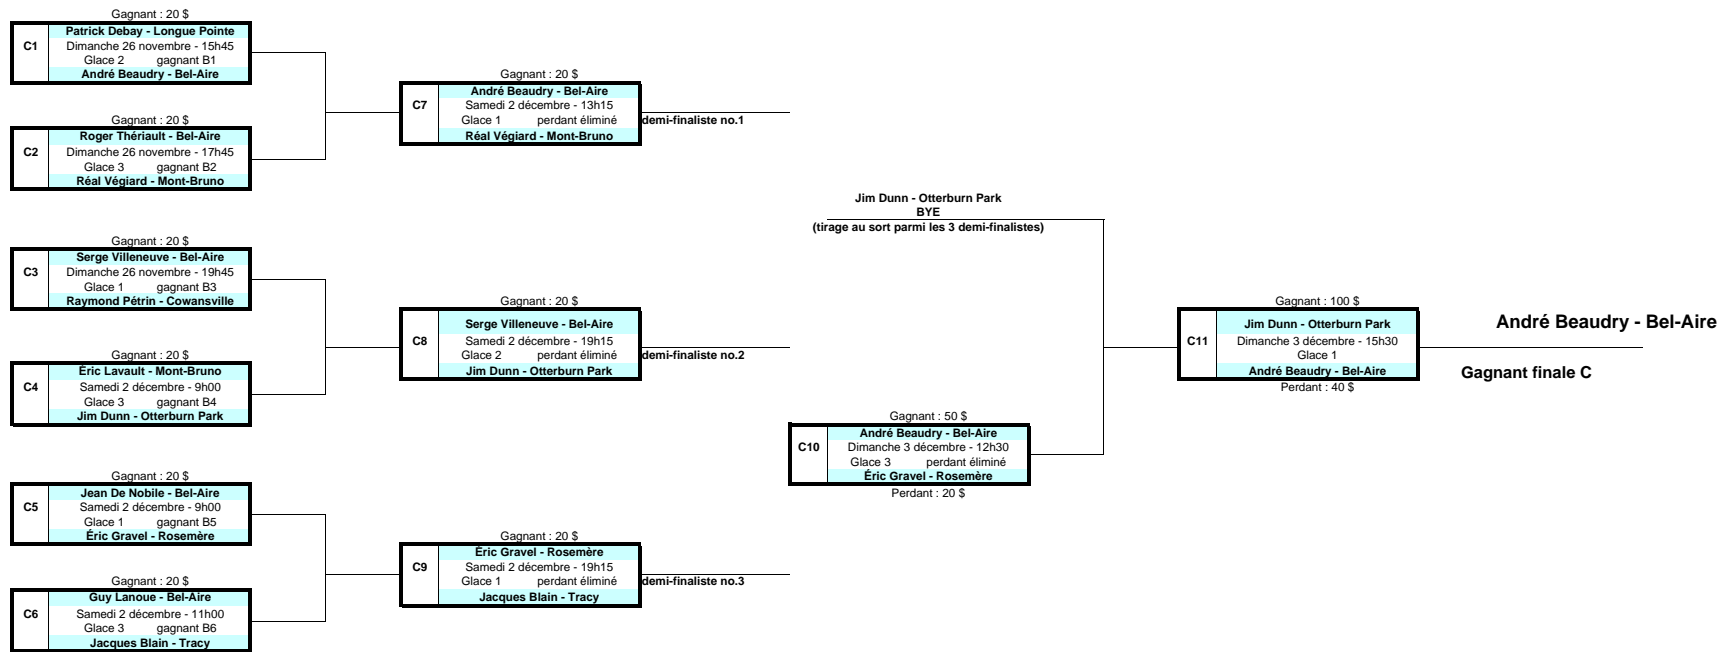 Gagnant : 20 $
Patrick Debay - Longue Pointe
C1
Dimanche 26 novembre - 15h45
Glace 2 gagnant B1
André Beaudry - Bel-Aire
Gagnant : 20 $
Roger Thériault - Bel-Aire
C2
Dimanche 26 novembre - 17h45
Glace 3 gagnant B2
Réal Végiard - Mont-Bruno
Gagnant : 20 $
Serge Villeneuve - Bel-Aire
C3
Dimanche 26 novembre - 19h45
Glace 1 gagnant B3
Raymond Pétrin - Cowansville
Gagnant : 20 $
Éric Lavault - Mont-Bruno
C4
Samedi 2 décembre - 9h00
Glace 3 gagnant B4
Jim Dunn - Otterburn Park
Gagnant : 20 $
Jean De Nobile - Bel-Aire
C5
Samedi 2 décembre - 9h00
Glace 1 gagnant B5
Éric Gravel - Rosemère
Gagnant : 20 $
Guy Lanoue - Bel-Aire
C6
Samedi 2 décembre - 11h00
Glace 3 gagnant B6
Jacques Blain - Tracy
Gagnant : 20 $
André Beaudry - Bel-Aire
C7
Samedi 2 décembre - 13h15
Glace 1 perdant éliminé
Réal Végiard - Mont-Bruno
demi-finaliste no.1
Gagnant : 20 $
Serge Villeneuve - Bel-Aire
C8
Samedi 2 décembre - 19h15
Glace 2 perdant éliminé
Jim Dunn - Otterburn Park
demi-finaliste no.2
Gagnant : 20 $
Éric Gravel - Rosemère
C9
Samedi 2 décembre - 19h15
Glace 1 perdant éliminé
Jacques Blain - Tracy
demi-finaliste no.3
Jim Dunn - Otterburn Park
BYE
(tirage au sort parmi les 3 demi-finalistes)
Gagnant : 50 $
André Beaudry - Bel-Aire
C10
Dimanche 3 décembre - 12h30
Glace 3 perdant éliminé
Éric Gravel - Rosemère
Perdant : 20 $
Gagnant : 100 $
Jim Dunn - Otterburn Park
C11
Dimanche 3 décembre - 15h30
Glace 1
André Beaudry - Bel-Aire
Perdant : 40 $
André Beaudry - Bel-Aire
Gagnant finale C